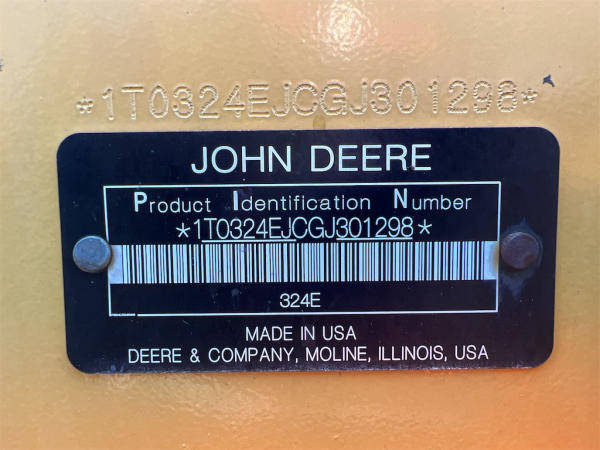 *1T0324EJCGJ301298*
JOHN DEERE
Product Identification Number
*1T0324EJCGJ301298*
324E
MADE IN USA
DEERE & COMPANY, MOLINE, ILLINOIS, USA